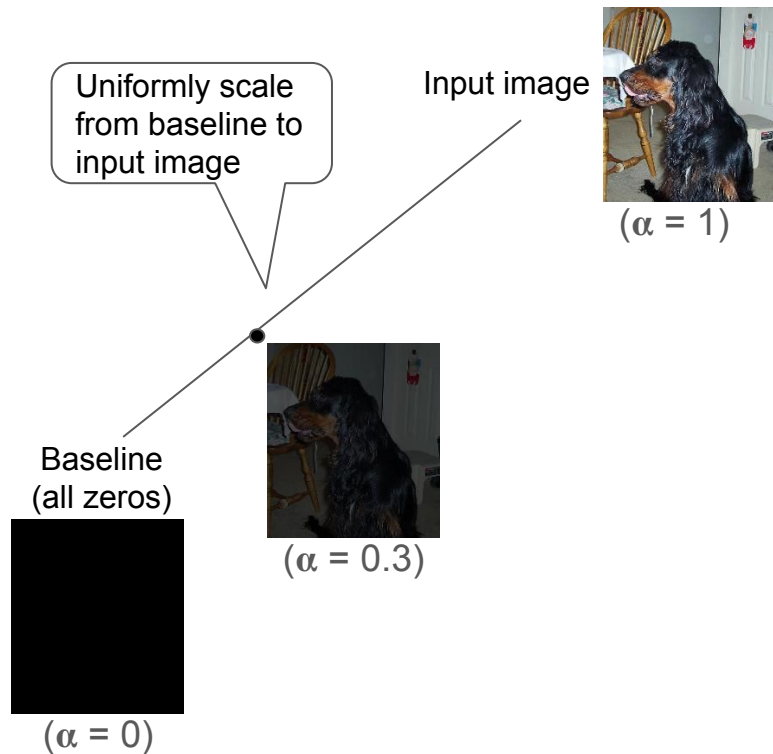 Uniformly scale
from baseline to
input image
Input image
(α = 1)
(α = 0.3)
Baseline
(all zeros)
(α = 0)